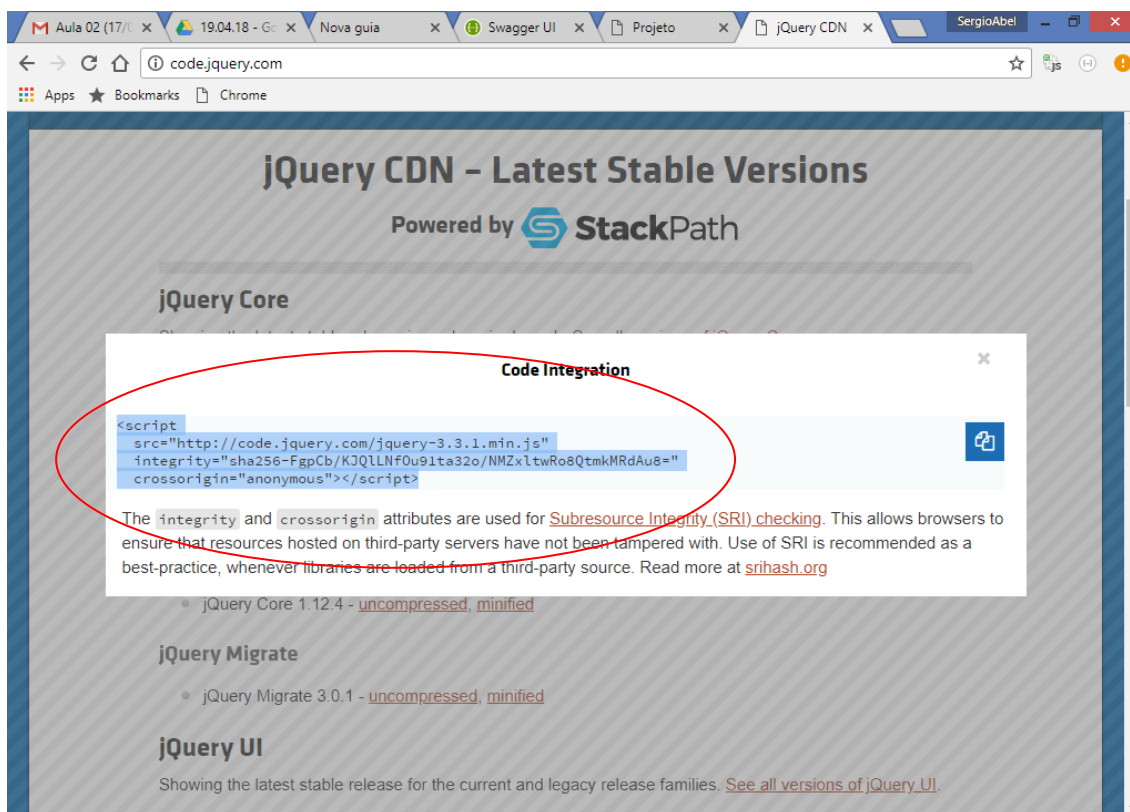 Aula 02 (17/0
19.04.18 - Go
Nova guia
Swagger UI
Projeto
jQuery CDN
SergioAbel
code.jquery.com
js
Apps
Bookmarks
Chrome
jQuery CDN – Latest Stable Versions
Powered by StackPath
jQuery Core
Code Integration
<script
src="http://code.jquery.com/jquery-3.3.1.min.js"
integrity="sha256-FgpCb/KJQlLNfOu91ta32o/NMZxltwRo8QtmkMRdAu8="
crossorigin="anonymous"></script>
The integrity and crossorigin attributes are used for Subresource Integrity (SRI) checking. This allows browsers to
ensure that resources hosted on third-party servers have not been tampered with. Use of SRI is recommended as a
best-practice, whenever libraries are loaded from a third-party source. Read more at srihash.org
jQuery Core 1.12.4 - uncompressed, minified
jQuery Migrate
jQuery Migrate 3.0.1 - uncompressed, minified
jQuery UI
Showing the latest stable release for the current and legacy release families. See all versions of jQuery UI.